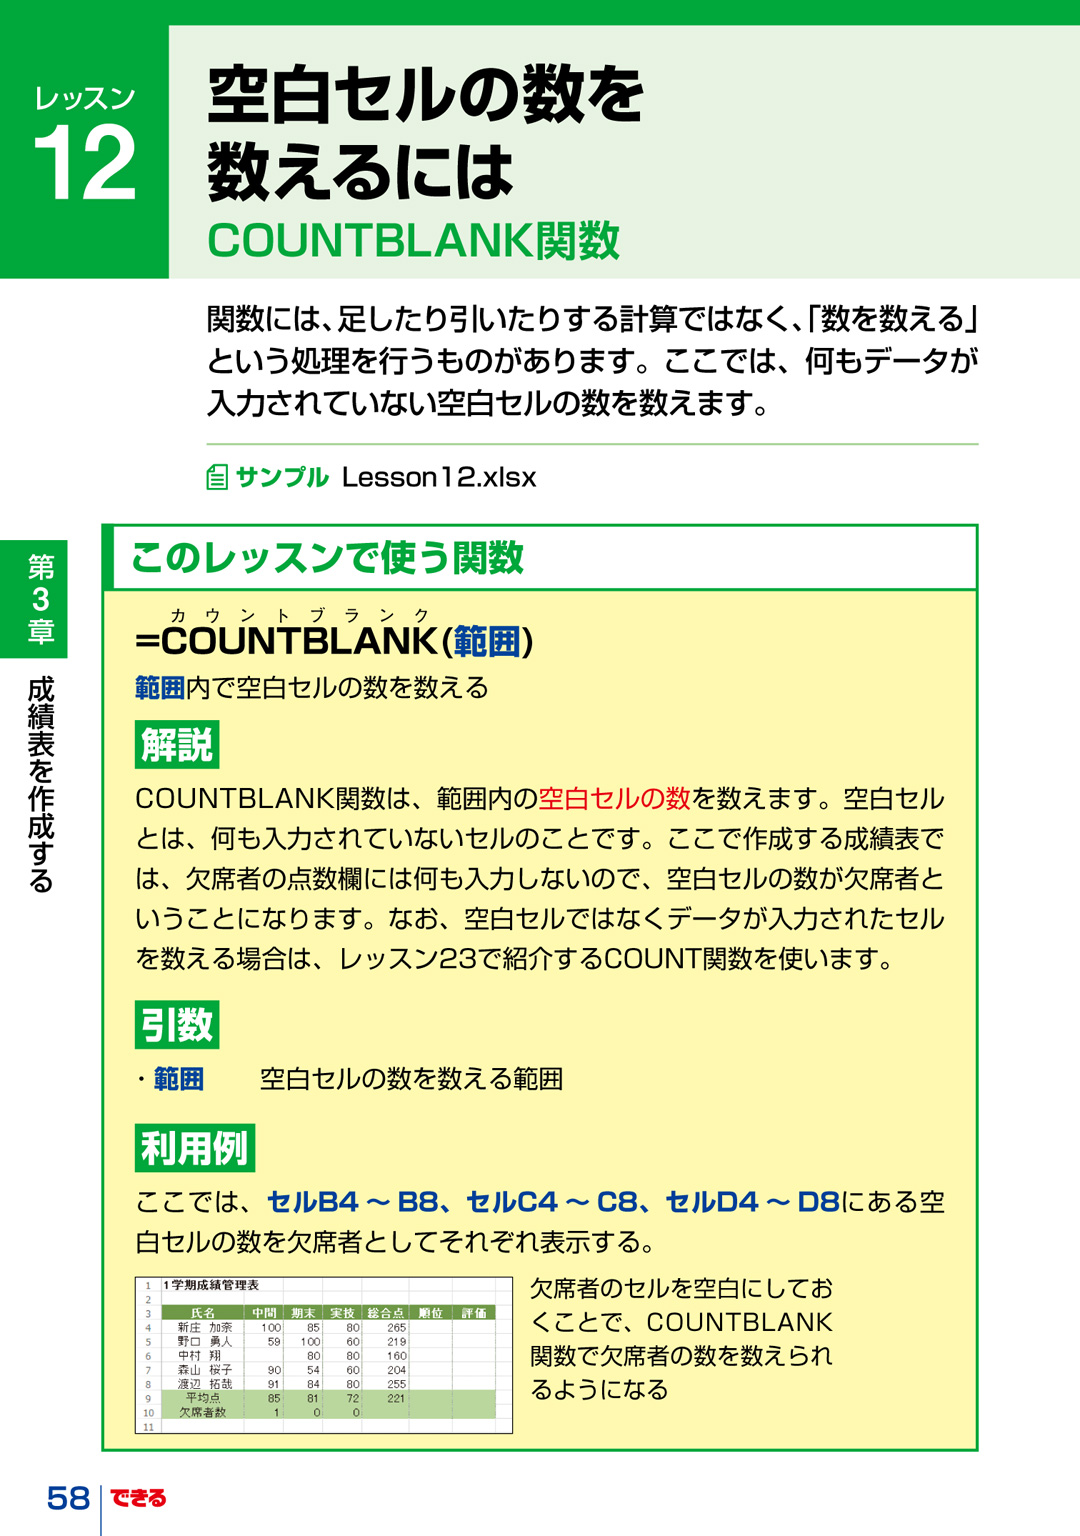 レッスン
12
空白セルの数を
数えるには
COUNTBLANK関数
関数には、足したり引いたりする計算ではなく、「数を数える」
という処理を行うものがあります。ここでは、何もデータが
入力されていない空白セルの数を数えます。
サンプル Lesson12.xlsx
第3章 成績表を作成する
このレッスンで使う関数
カウントブランク
=COUNTBLANK(範囲)
範囲内で空白セルの数を数える
解説
COUNTBLANK関数は、範囲内の空白セルの数を数えます。空白セル
とは、何も入力されていないセルのことです。ここで作成する成績表で
は、欠席者の点数欄には何も入力しないので、空白セルの数が欠席者と
いうことになります。なお、空白セルではなくデータが入力されたセル
を数える場合は、レッスン23で紹介するCOUNT関数を使います。
引数
・範囲 空白セルの数を数える範囲
利用例
ここでは、セルB4 ～ B8、セルC4 ～ C8、セルD4 ～ D8にある空
白セルの数を欠席者としてそれぞれ表示する。
1 1学期成績管理表
2
3 氏名 中間 期末 実技 総合点 順位 評価
4 新庄 加奈 100 85 80 265
5 野口 勇人 59 100 60 219
6 中村 翔 80 80 160
7 森山 桜子 90 54 60 204
8 渡辺 拓哉 91 84 80 255
9 平均点 85 81 72 221
10 欠席者数 1 0 0
11
欠席者のセルを空白にしてお
くことで、COUNTBLANK
関数で欠席者の数を数えられ
るようになる
58 できる